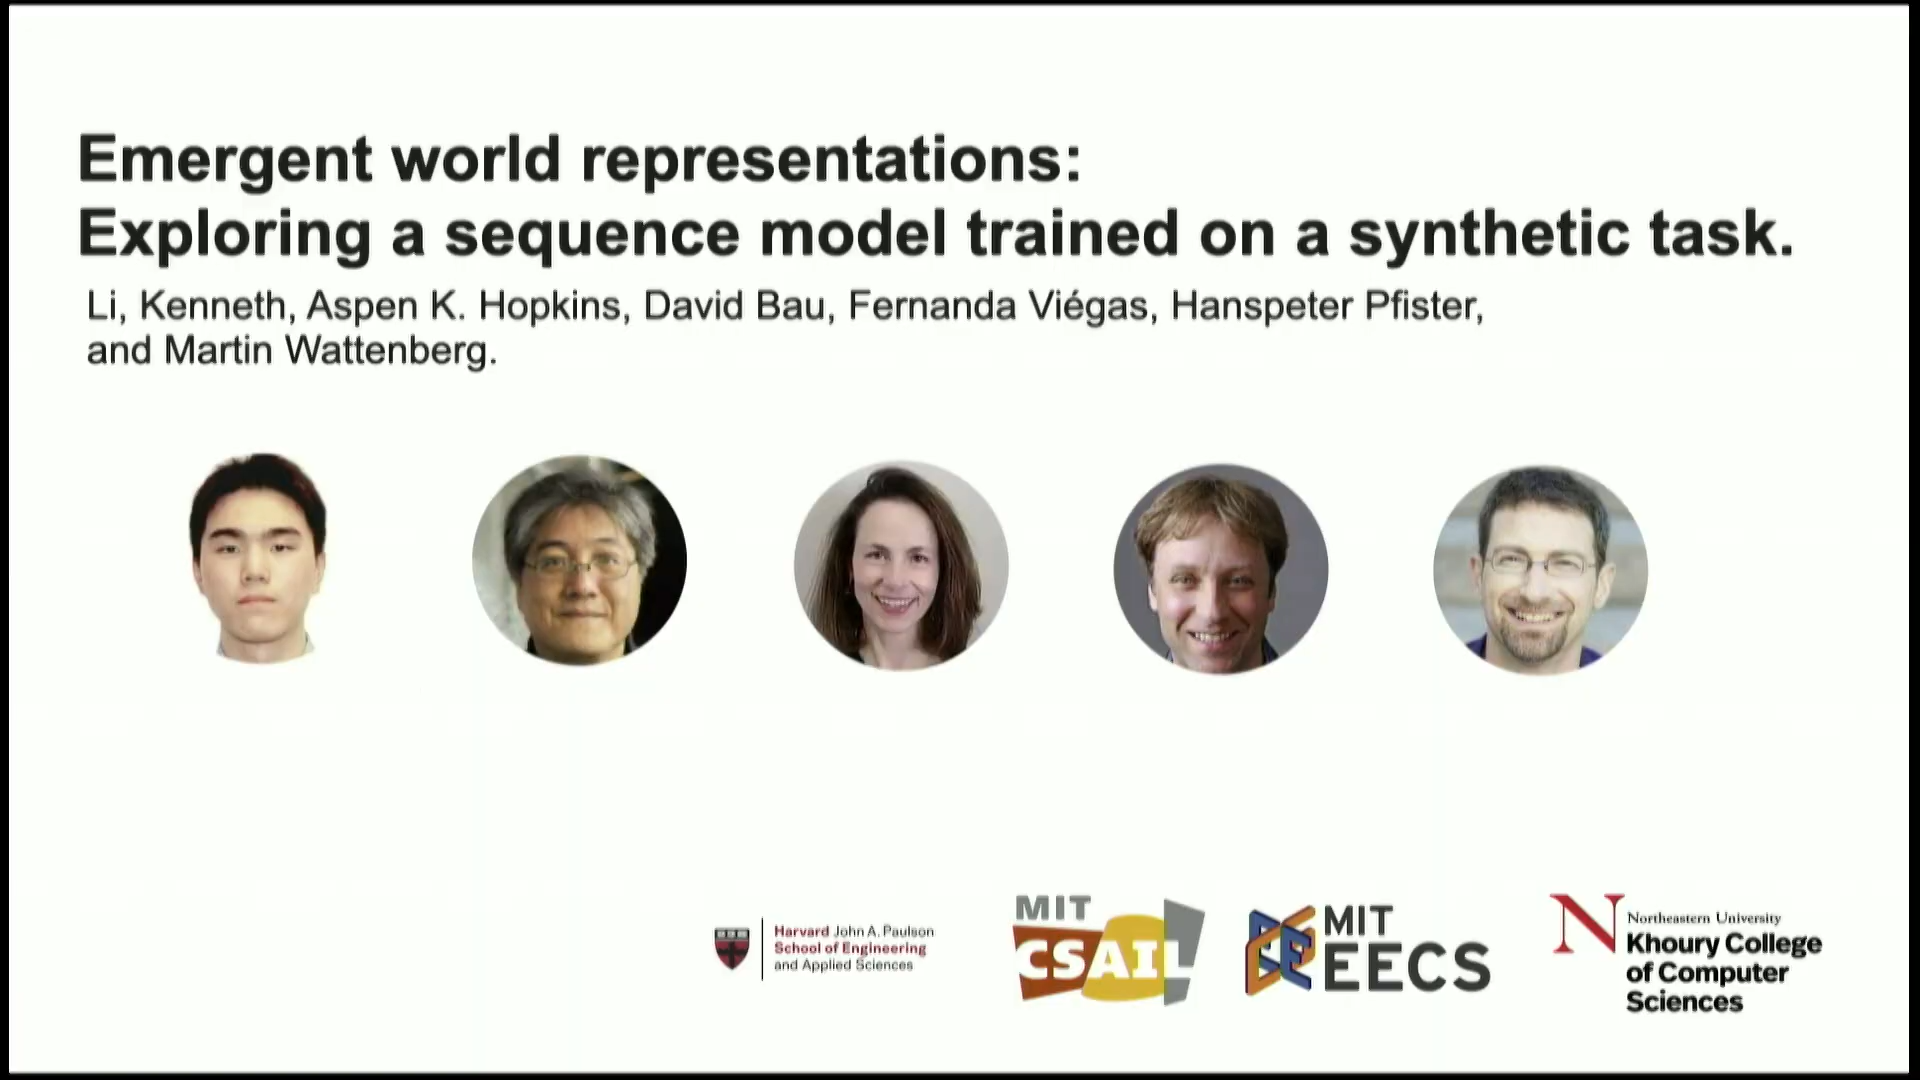 Emergent world representations:
Exploring a sequence model trained on a synthetic task.
Li, Kenneth, Aspen K. Hopkins, David Bau, Fernanda Viégas, Hanspeter Pfister,
and Martin Wattenberg.
Harvard John A. Paulson
School of Engineering
and Applied Sciences
MIT
CSAIL
MIT
EECS
N
Northeastern University
Khoury College
of Computer
Sciences